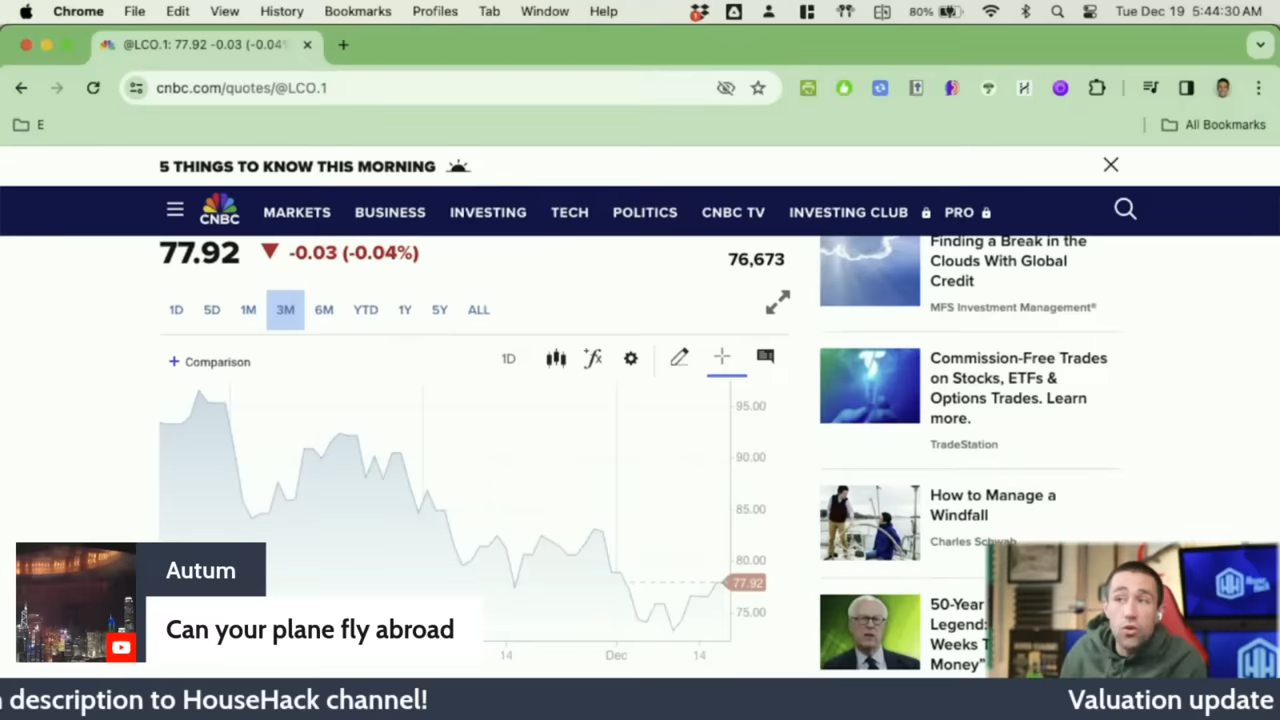 Chrome File Edit View History Bookmarks Profiles Tab Window Help 80% Tue Dec 19 5:44:30 AM
@LCO.1: 77.92 -0.03 (-0.04%
cnbc.com/quotes/@LCO.1
E All Bookmarks
5 THINGS TO KNOW THIS MORNING
CNBC MARKETS BUSINESS INVESTING TECH POLITICS CNBC TV INVESTING CLUB PRO
77.92 -0.03 (-0.04%)
76,673
1D 5D 1M 3M 6M YTD 1Y 5Y ALL
+ Comparison
1D
95.00
90.00
85.00
80.00
77.92
75.00
14 Dec 14
Finding a Break in the
Clouds With Global
Credit
MFS Investment Management®
Commission-Free Trades
on Stocks, ETFs &
Options Trades. Learn
more.
TradeStation
How to Manage a
Windfall
Charles Schwab
50-Year
Legend:
Weeks T
Money"
Autum
Can your plane fly abroad
n description to HouseHack channel!
Valuation update